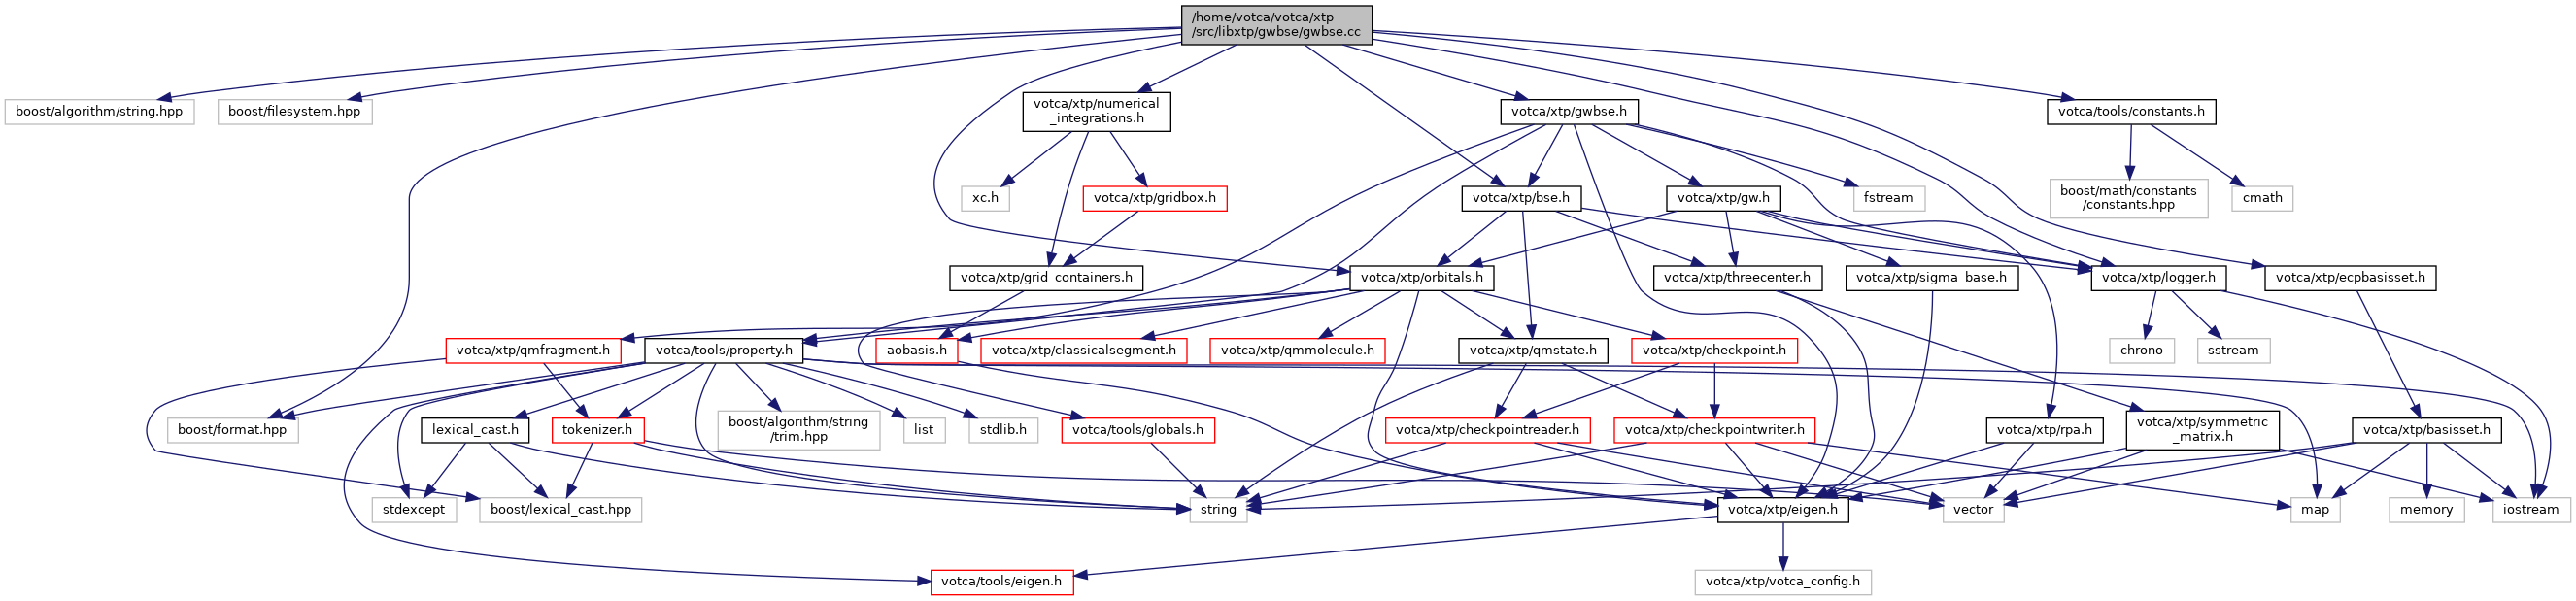 /home/votca/votca/xtp
/src/libxtp/gwbse/gwbse.cc
boost/algorithm/string.hpp
boost/filesystem.hpp
votca/xtp/numerical
_integrations.h
votca/xtp/gwbse.h
votca/tools/constants.h
xc.h
votca/xtp/gridbox.h
votca/xtp/bse.h
votca/xtp/gw.h
fstream
boost/math/constants
/constants.hpp
cmath
votca/xtp/grid_containers.h
votca/xtp/orbitals.h
votca/xtp/threecenter.h
votca/xtp/sigma_base.h
votca/xtp/logger.h
votca/xtp/ecpbasisset.h
votca/xtp/qmfragment.h
votca/tools/property.h
aobasis.h
votca/xtp/classicalsegment.h
votca/xtp/qmmolecule.h
votca/xtp/qmstate.h
votca/xtp/checkpoint.h
chrono
sstream
boost/format.hpp
lexical_cast.h
tokenizer.h
boost/algorithm/string
/trim.hpp
list
stdlib.h
votca/tools/globals.h
votca/xtp/checkpointreader.h
votca/xtp/checkpointwriter.h
votca/xtp/rpa.h
votca/xtp/symmetric
_matrix.h
votca/xtp/basisset.h
stdexcept
boost/lexical_cast.hpp
string
votca/xtp/eigen.h
vector
map
memory
iostream
votca/tools/eigen.h
votca/xtp/votca_config.h